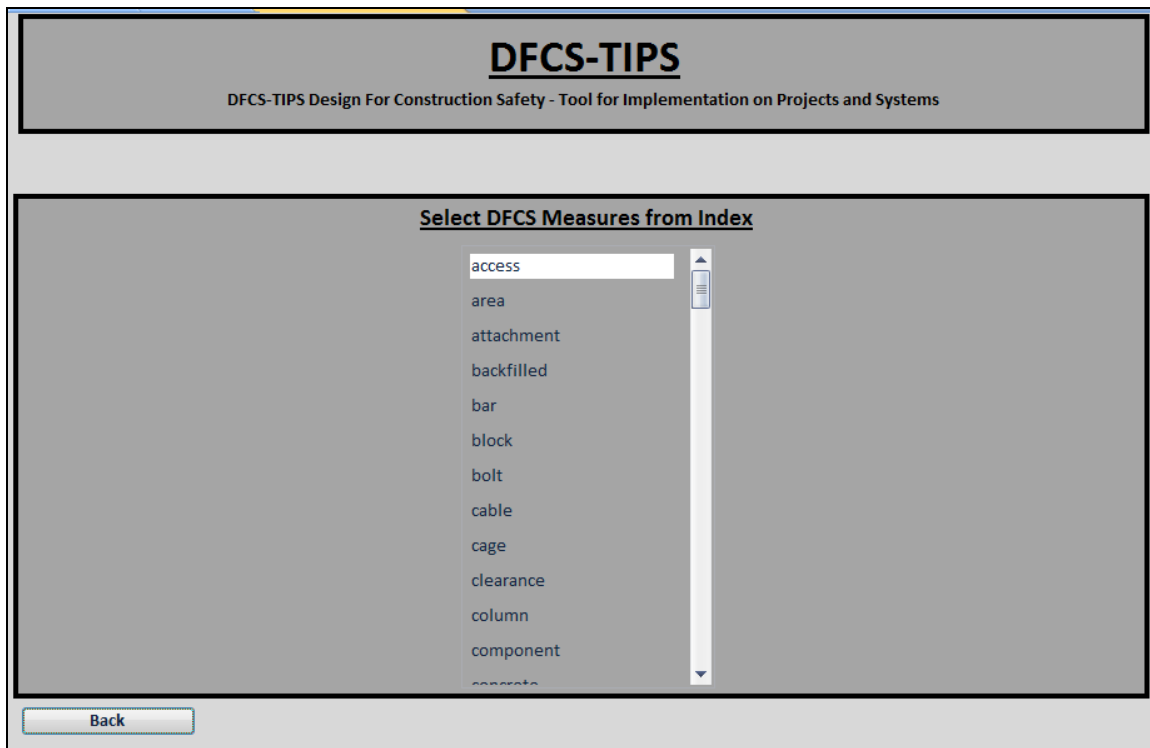 DFCS-TIPS
DFCS-TIPS Design For Construction Safety - Tool for Implementation on Projects and Systems
Select DFCS Measures from Index
access
area
attachment
backfilled
bar
block
bolt
cable
cage
clearance
column
component
concrete
Back